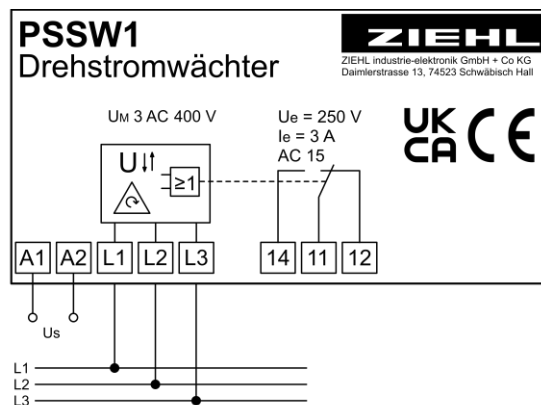 PSSW1
Drehstromwächter
ZIEHL
ZIEHL industrie-elektronik GmbH + Co KG
Daimlerstrasse 13, 74523 Schwäbisch Hall
UM 3 AC 400 V
Ue = 250 V
Ie = 3 A
AC 15
UK
CA CE
U
≥1
A1 A2 L1 L2 L3 14 11 12
Us
L1
L2
L3